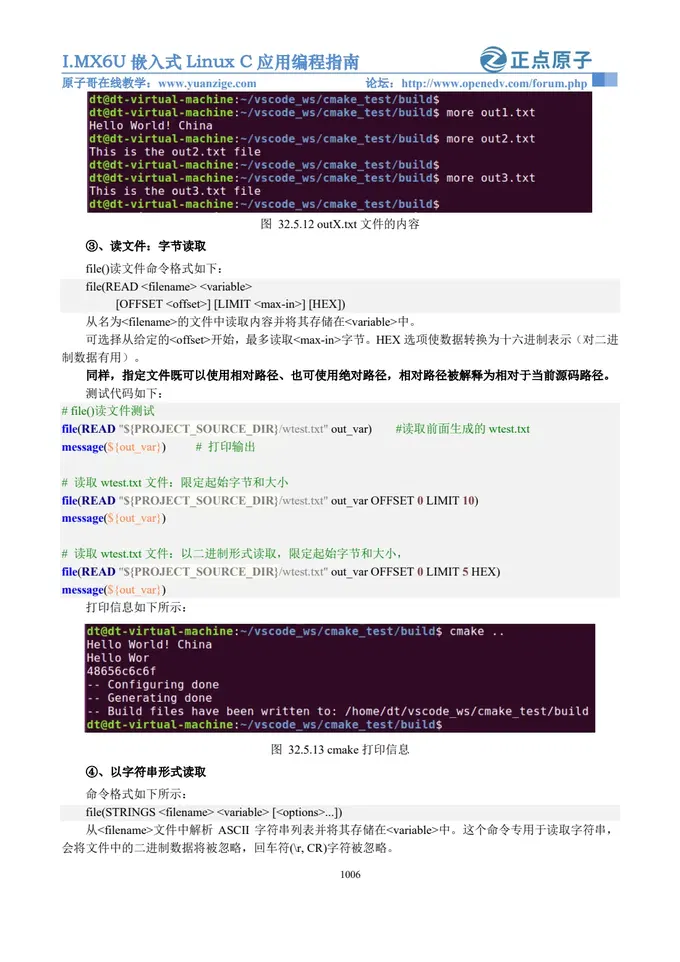 I.MX6U 嵌入式 Linux C 应用编程指南
正点原子
原子哥在线教学：www.yuanzige.com 论坛：http://www.openedv.com/forum.php
dt@dt-virtual-machine:~/vscode_ws/cmake_test/build$
dt@dt-virtual-machine:~/vscode_ws/cmake_test/build$ more out1.txt
Hello World! China
dt@dt-virtual-machine:~/vscode_ws/cmake_test/build$ more out2.txt
This is the out2.txt file
dt@dt-virtual-machine:~/vscode_ws/cmake_test/build$
dt@dt-virtual-machine:~/vscode_ws/cmake_test/build$ more out3.txt
This is the out3.txt file
dt@dt-virtual-machine:~/vscode_ws/cmake_test/build$
图 32.5.12 outX.txt 文件的内容
③、读文件：字节读取
file()读文件命令格式如下：
file(READ <filename> <variable>
[OFFSET <offset>] [LIMIT <max-in>] [HEX])
从名为<filename>的文件中读取内容并将其存储在<variable>中。
可选择从给定的<offset>开始，最多读取<max-in>字节。HEX 选项使数据转换为十六进制表示（对二进
制数据有用）。
同样，指定文件既可以使用相对路径、也可使用绝对路径，相对路径被解释为相对于当前源码路径。
测试代码如下：
# file()读文件测试
file(READ "${PROJECT_SOURCE_DIR}/wtest.txt" out_var) #读取前面生成的 wtest.txt
message(${out_var}) # 打印输出
# 读取 wtest.txt 文件：限定起始字节和大小
file(READ "${PROJECT_SOURCE_DIR}/wtest.txt" out_var OFFSET 0 LIMIT 10)
message(${out_var})
# 读取 wtest.txt 文件：以二进制形式读取，限定起始字节和大小，
file(READ "${PROJECT_SOURCE_DIR}/wtest.txt" out_var OFFSET 0 LIMIT 5 HEX)
message(${out_var})
打印信息如下所示：
dt@dt-virtual-machine:~/vscode_ws/cmake_test/build$ cmake ..
Hello World! China
Hello Wor
48656c6c6f
-- Configuring done
-- Generating done
-- Build files have been written to: /home/dt/vscode_ws/cmake_test/build
dt@dt-virtual-machine:~/vscode_ws/cmake_test/build$
图 32.5.13 cmake 打印信息
④、以字符串形式读取
命令格式如下所示：
file(STRINGS <filename> <variable> [<options>...])
从<filename>文件中解析 ASCII 字符串列表并将其存储在<variable>中。这个命令专用于读取字符串，
会将文件中的二进制数据将被忽略，回车符(\r, CR)字符被忽略。
1006